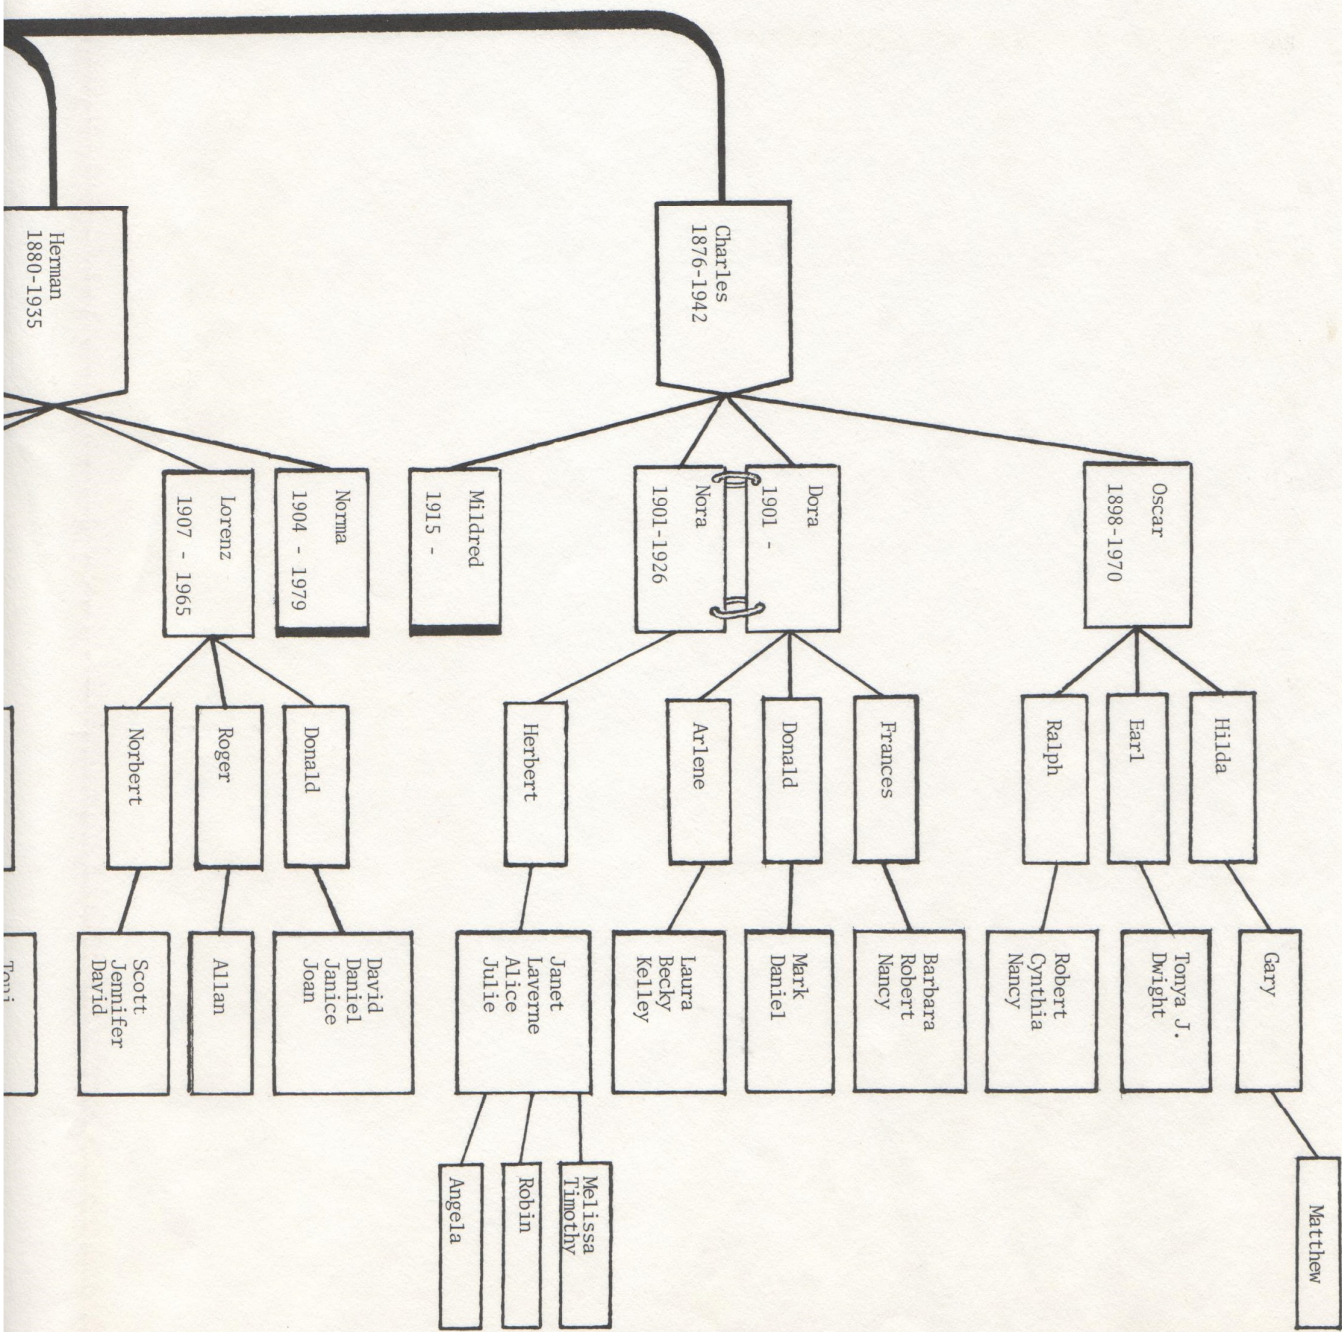 Charles
1876-1942
Herman
1880-1935
Oscar
1898-1970
Dora
1901 -
Nora
1901-1926
Mildred
1915 -
Norma
1904 - 1979
Lorenz
1907 - 1965
Hilda
Earl
Ralph
Frances
Donald
Arlene
Herbert
Donald
Roger
Norbert
Gary
Tonya J.
Dwight
Robert
Cynthia
Nancy
Barbara
Robert
Nancy
Mark
Daniel
Laura
Becky
Kelley
Janet
Laverne
Alice
Julie
David
Daniel
Janice
Joan
Allan
Scott
Jennifer
David
Toni
Matthew
Melissa
Timothy
Robin
Angela